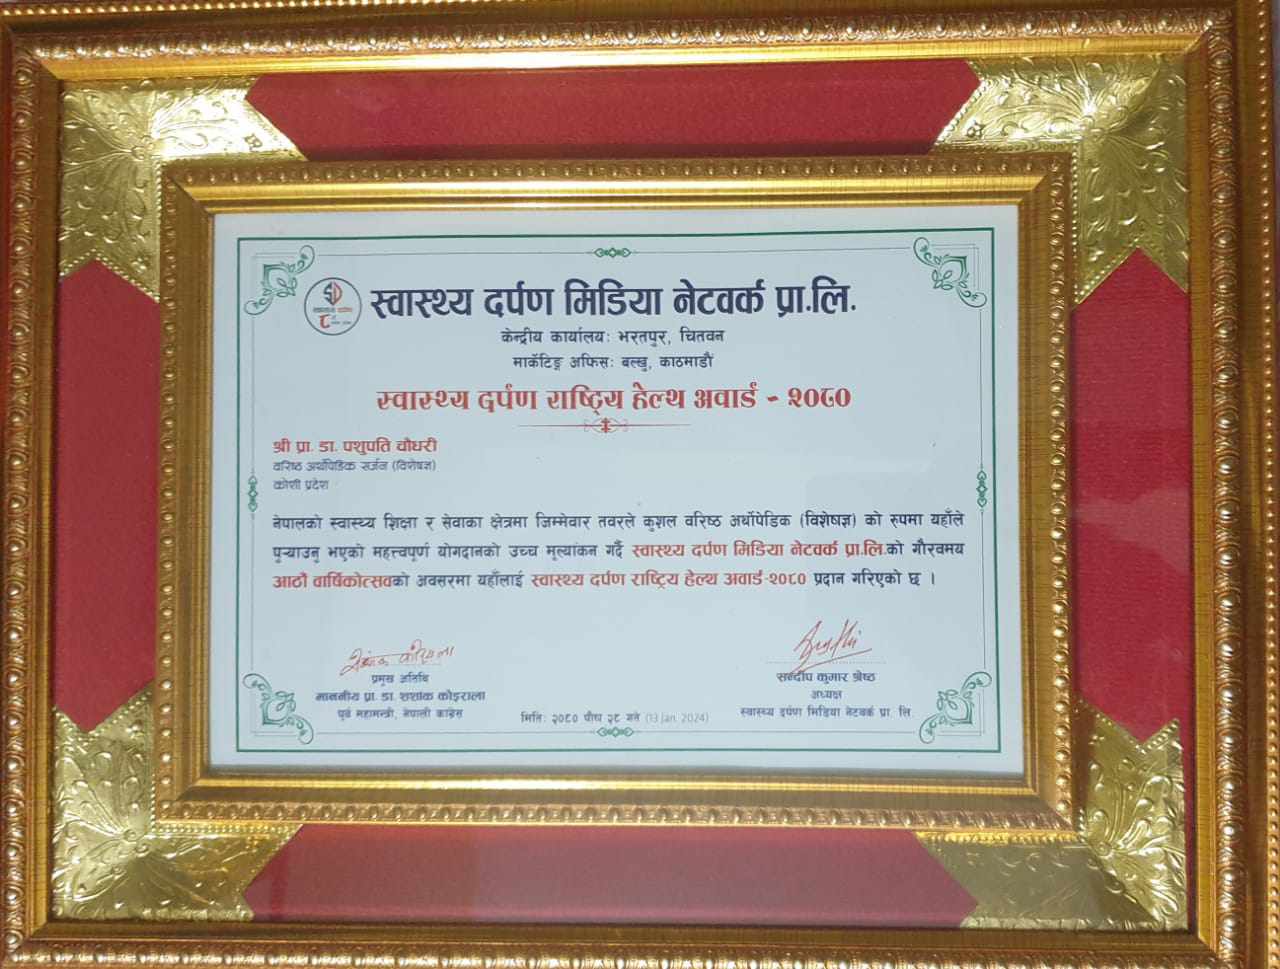 स्वास्थ्य दर्पण मिडिया नेटवर्क प्रा.लि.
केन्द्रीय कार्यालय: भरतपुर, चितवन
मार्केटिङ्ग अफिस: बल्खु, काठमाडौं
स्वास्थ्य दर्पण राष्ट्रिय हेल्थ अवार्ड - २०८०
श्री प्रा. डा. पशुपति चौधरी
वरिष्ठ अर्थोपेडिक सर्जन (विशेषज्ञ)
कोशी प्रदेश
नेपालको स्वास्थ्य शिक्षा र सेवाका क्षेत्रमा जिम्मेवार तवरले कुशल वरिष्ठ अर्थोपेडिक (विशेषज्ञ) को रुपमा यहाँले
पुऱ्याउनु भएको महत्त्वपूर्ण योगदानको उच्च मूल्यांकन गर्दै स्वास्थ्य दर्पण मिडिया नेटवर्क प्रा.लि.को गौरवमय
आठौं वार्षिकोत्सवको अवसरमा यहाँलाई स्वास्थ्य दर्पण राष्ट्रिय हेल्थ अवार्ड-२०८० प्रदान गरिएको छ ।
शशांक कोइराला
प्रमुख अतिथि
माननीय प्रा. डा. शशांक कोइराला
पूर्व महामन्त्री, नेपाली कांग्रेस
मिति: २०८० पौष २८ गते (13 Jan. 2024)
सन्दीप कुमार श्रेष्ठ
अध्यक्ष
स्वास्थ्य दर्पण मिडिया नेटवर्क प्रा. लि.